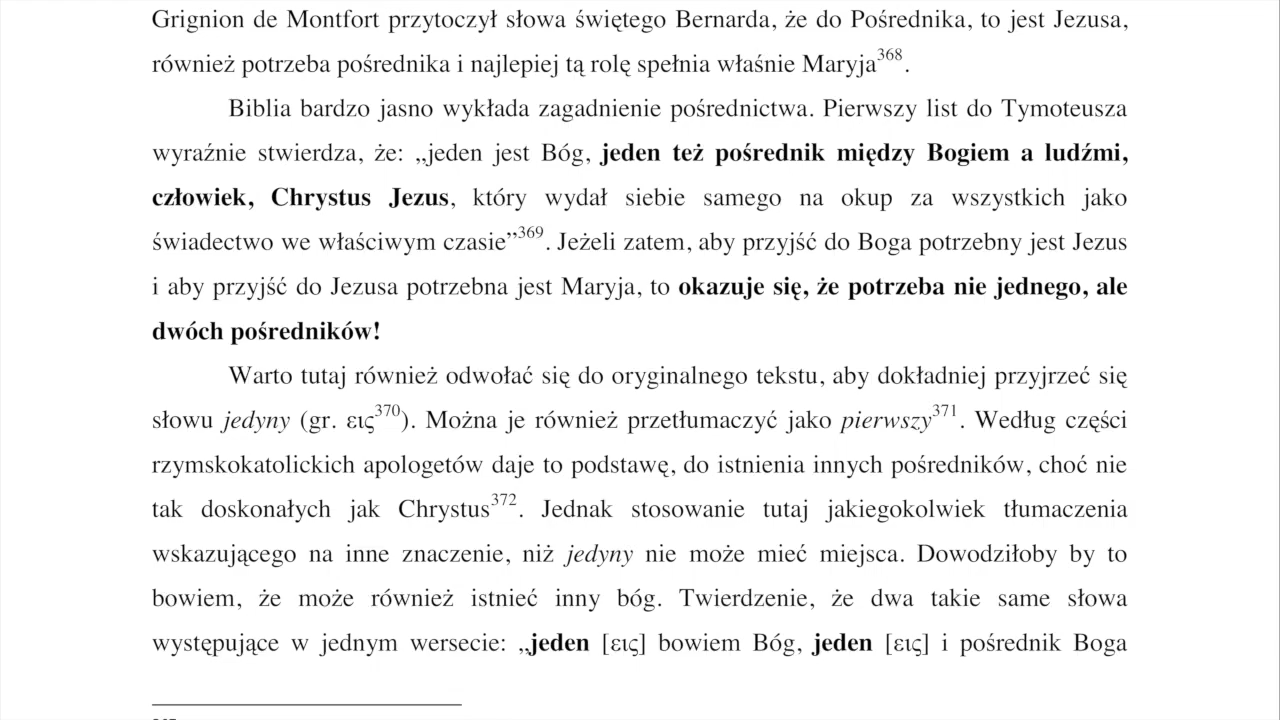 Grignion de Montfort przytoczył słowa świętego Bernarda, że do Pośrednika, to jest Jezusa,
również potrzeba pośrednika i najlepiej tą rolę spełnia właśnie Maryja368.
Biblia bardzo jasno wykłada zagadnienie pośrednictwa. Pierwszy list do Tymoteusza
wyraźnie stwierdza, że: „jeden jest Bóg, jeden też pośrednik między Bogiem a ludźmi,
człowiek, Chrystus Jezus, który wydał siebie samego na okup za wszystkich jako
świadectwo we właściwym czasie”369. Jeżeli zatem, aby przyjść do Boga potrzebny jest Jezus
i aby przyjść do Jezusa potrzebna jest Maryja, to okazuje się, że potrzeba nie jednego, ale
dwóch pośredników!
Warto tutaj również odwołać się do oryginalnego tekstu, aby dokładniej przyjrzeć się
słowu jedyny (gr. εις370). Można je również przetłumaczyć jako pierwszy371. Według części
rzymskokatolickich apologetów daje to podstawę, do istnienia innych pośredników, choć nie
tak doskonałych jak Chrystus372. Jednak stosowanie tutaj jakiegokolwiek tłumaczenia
wskazującego na inne znaczenie, niż jedyny nie może mieć miejsca. Dowodziłoby by to
bowiem, że może również istnieć inny bóg. Twierdzenie, że dwa takie same słowa
występujące w jednym wersecie: „jeden [εις] bowiem Bóg, jeden [εις] i pośrednik Boga